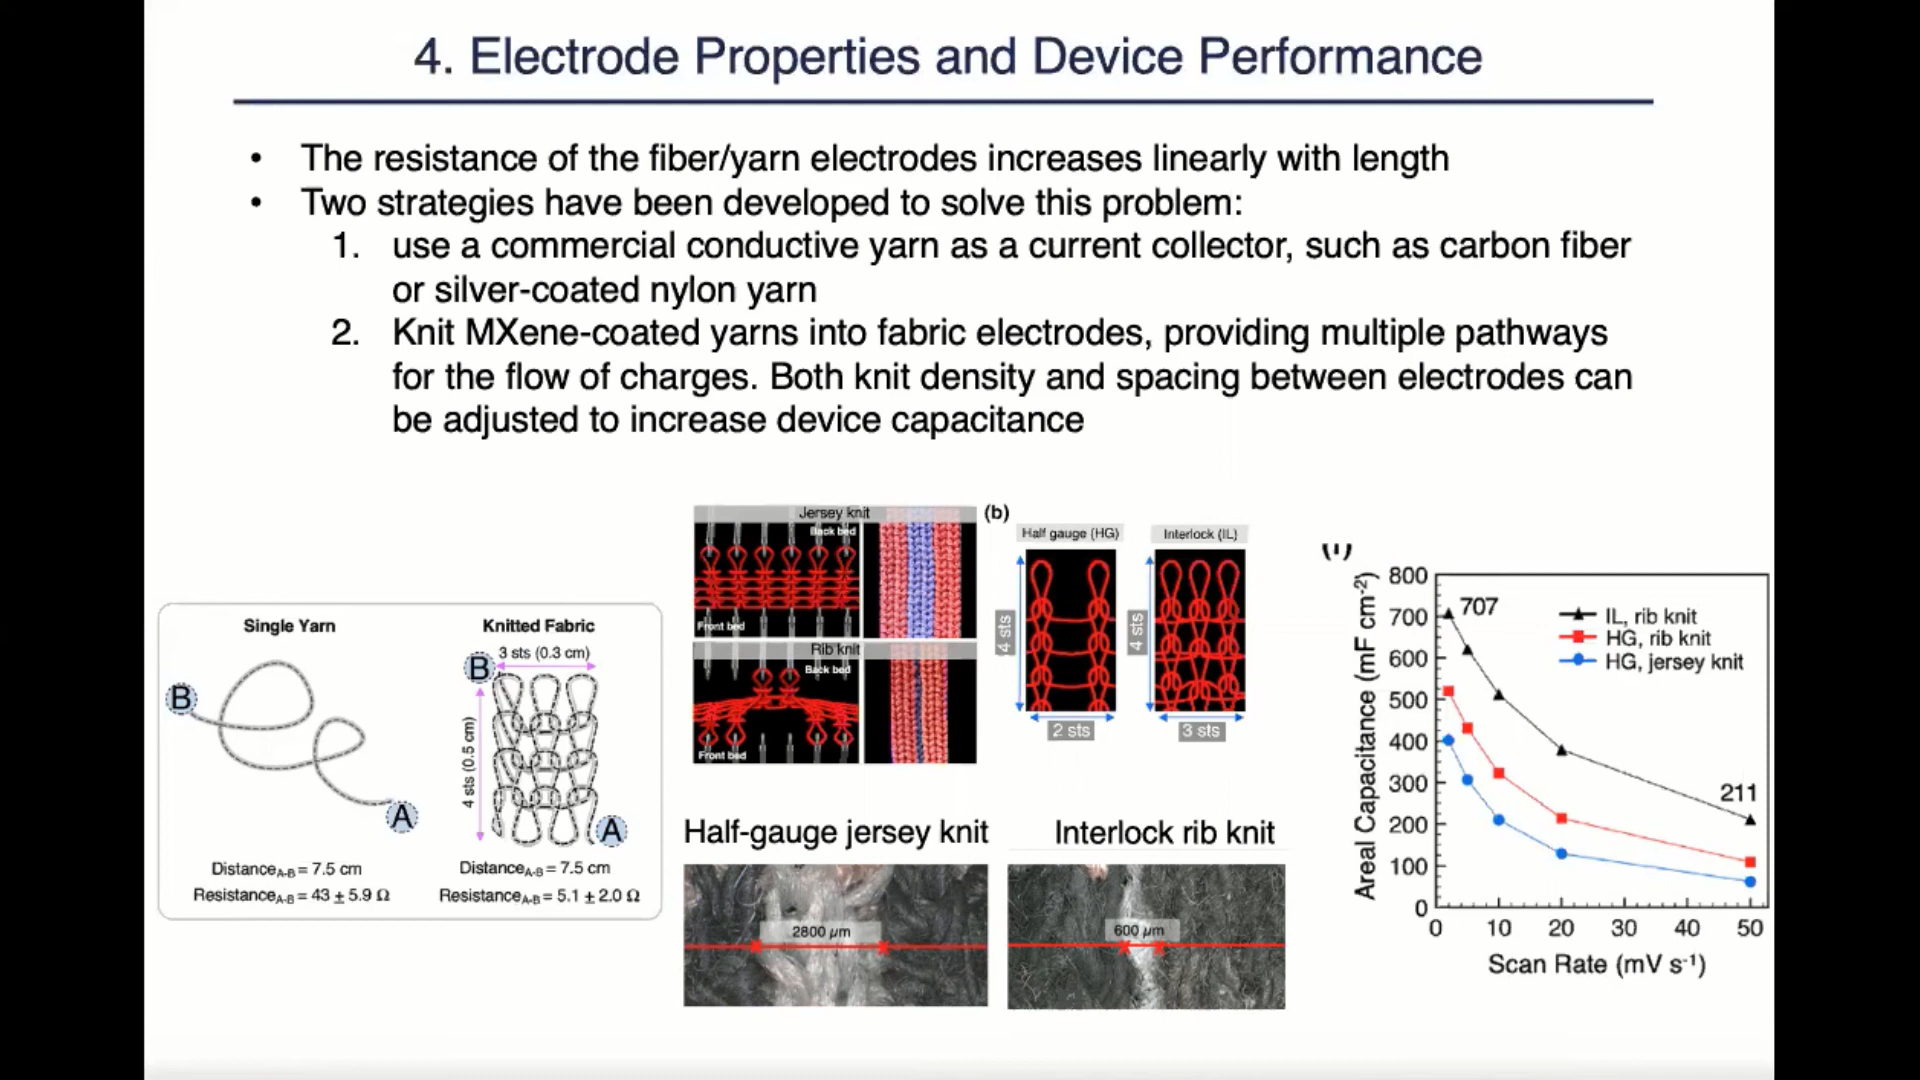 4. Electrode Properties and Device Performance
• The resistance of the fiber/yarn electrodes increases linearly with length
• Two strategies have been developed to solve this problem:
1. use a commercial conductive yarn as a current collector, such as carbon fiber
or silver-coated nylon yarn
2. Knit MXene-coated yarns into fabric electrodes, providing multiple pathways
for the flow of charges. Both knit density and spacing between electrodes can
be adjusted to increase device capacitance
Single Yarn
B
A
DistanceA-B = 7.5 cm
ResistanceA-B = 43 ± 5.9 Ω
Knitted Fabric
3 sts (0.3 cm)
B
4 sts (0.5 cm)
A
DistanceA-B = 7.5 cm
ResistanceA-B = 5.1 ± 2.0 Ω
Jersey knit
Back bed
Front bed
Rib knit
Back bed
Front bed
(b)
Half gauge (HG)
4 sts
2 sts
Interlock (IL)
4 sts
3 sts
Half-gauge jersey knit
2800 µm
Interlock rib knit
600 µm
Areal Capacitance (mF cm-2)
800
700
600
500
400
300
200
100
0
707
211
IL, rib knit
HG, rib knit
HG, jersey knit
0 10 20 30 40 50
Scan Rate (mV s-1)